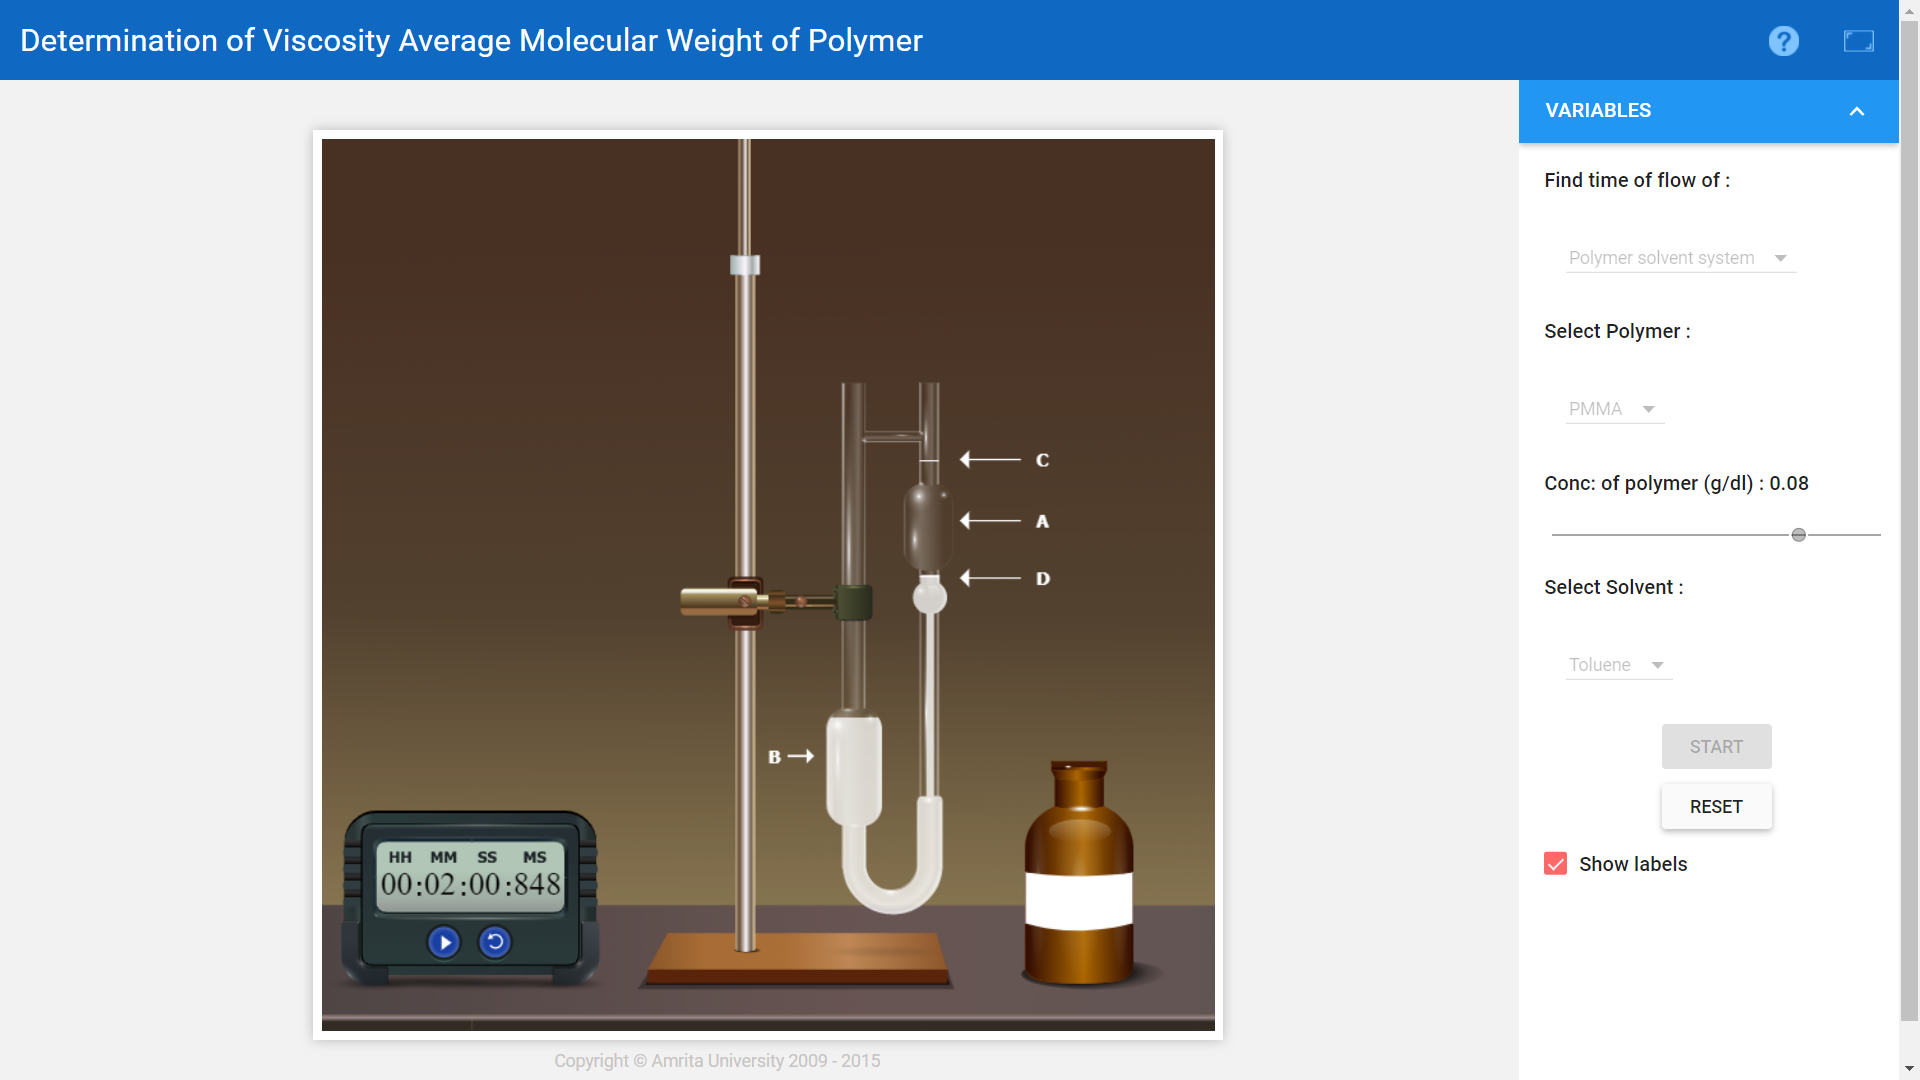 Determination of Viscosity Average Molecular Weight of Polymer
?
VARIABLES
Find time of flow of :
Polymer solvent system
Select Polymer :
PMMA
Conc: of polymer (g/dl) : 0.08
Select Solvent :
Toluene
START
RESET
Show labels
C
A
D
B
HH MM SS MS
00:02:00:848
Copyright © Amrita University 2009 - 2015